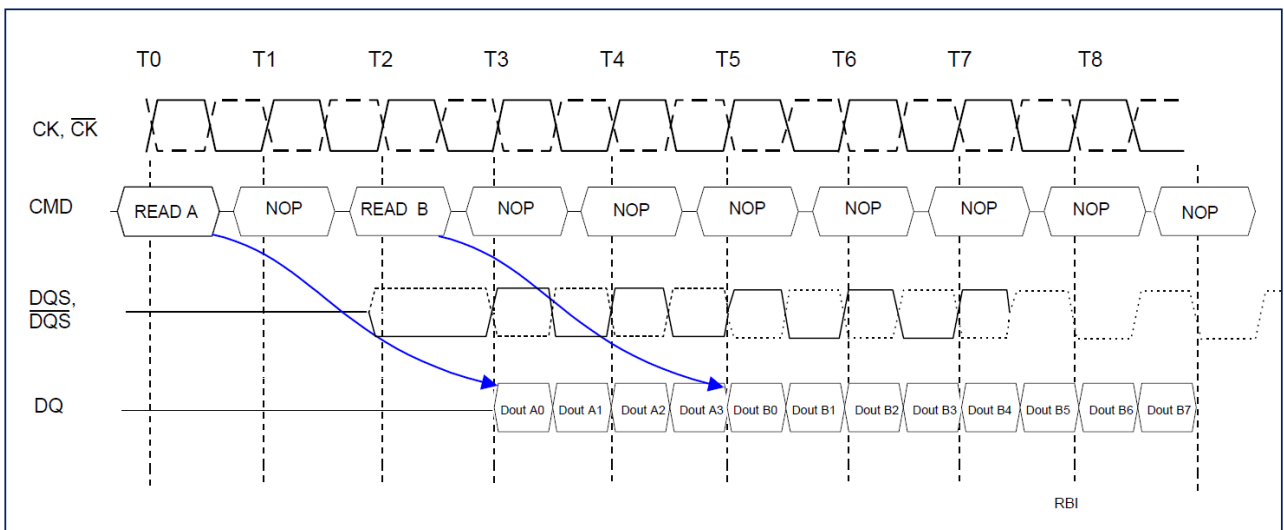 T0 T1 T2 T3 T4 T5 T6 T7 T8
CK, C̅K̅
CMD READ A NOP READ B NOP NOP NOP NOP NOP NOP NOP
DQS,
D̅Q̅S̅
DQ Dout A0 Dout A1 Dout A2 Dout A3 Dout B0 Dout B1 Dout B2 Dout B3 Dout B4 Dout B5 Dout B6 Dout B7
RBI